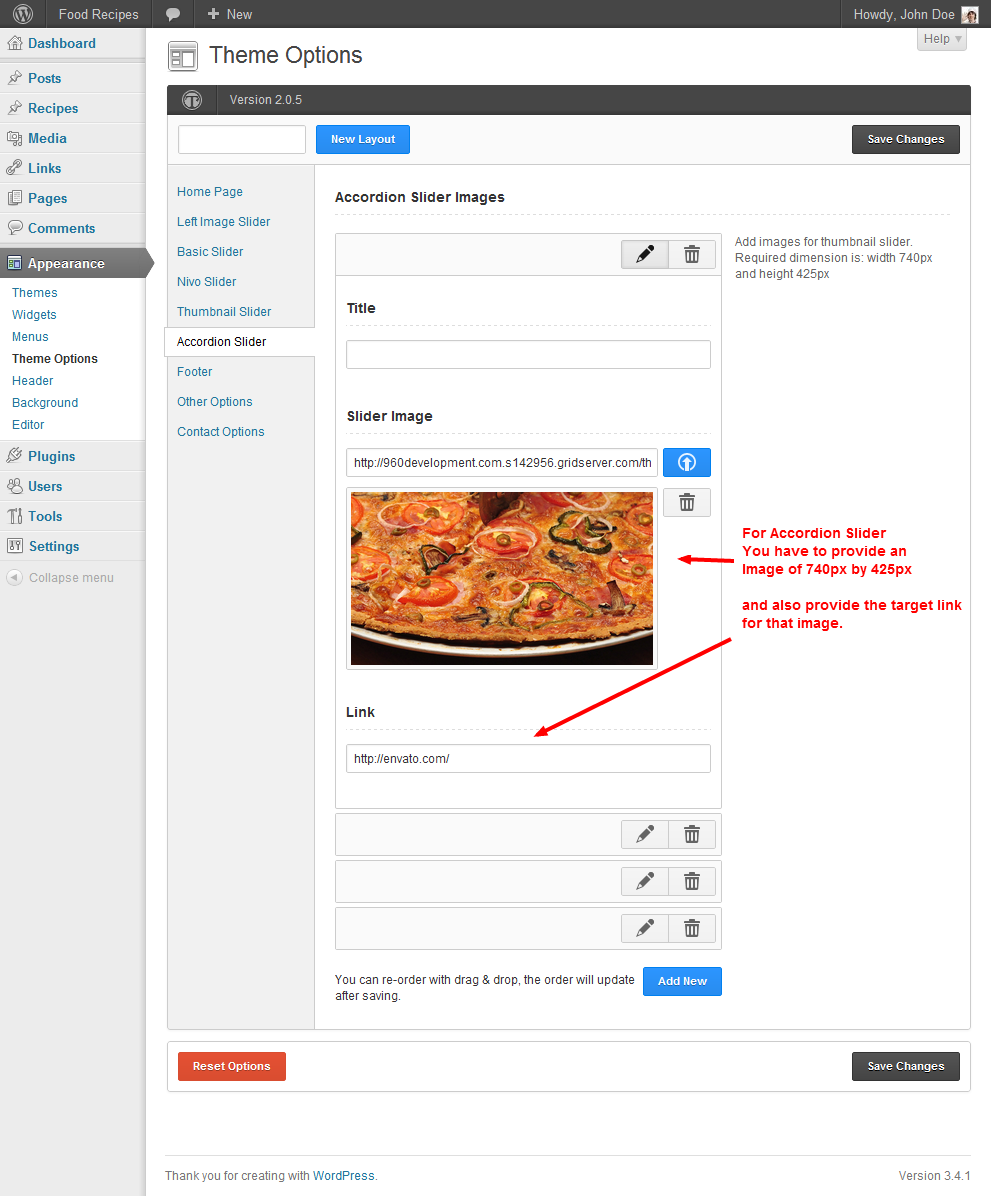 Food Recipes
New
Howdy, John Doe
Help
Dashboard
Posts
Recipes
Media
Links
Pages
Comments
Appearance
Themes
Widgets
Menus
Theme Options
Header
Background
Editor
Plugins
Users
Tools
Settings
Collapse menu
Theme Options
Version 2.0.5
New Layout
Save Changes
Home Page
Left Image Slider
Basic Slider
Nivo Slider
Thumbnail Slider
Accordion Slider
Footer
Other Options
Contact Options
Accordion Slider Images
Add images for thumbnail slider.
Required dimension is: width 740px
and height 425px
Title
Slider Image
http://960development.com.s142956.gridserver.com/th
For Accordion Slider
You have to provide an
Image of 740px by 425px
and also provide the target link
for that image.
Link
http://envato.com/
You can re-order with drag & drop, the order will update
after saving.
Add New
Reset Options
Save Changes
Thank you for creating with WordPress.
Version 3.4.1